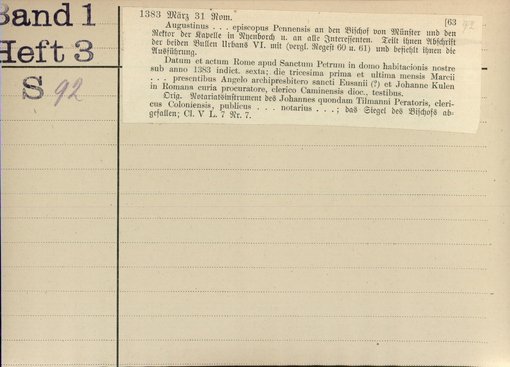 Band 1
Heft 3
S 92
1383 März 31 Rom. [63
92
Augustinus . . . episcopus Pennensis an den Bischof von Münster und den
Rektor der Kapelle in Nyenborch u. an alle Interessenten. Teilt ihnen Abschrift
der beiden Bullen Urbans VI. mit (vergl. Regest 60 u. 61) und befiehlt ihnen die
Ausführung.
Datum et actum Rome apud Sanctum Petrum in domo habitacionis nostre
sub anno 1383 indict. sexta; die tricesima prima et ultima mensis Marcii
. . . presentibus Angelo archipresbitero sancti Eusanii (?) et Johanne Kulen
in Romana curia procuratore, clerico Caminensis dioc., testibus.
Orig. Notariatsinstrument des Johannes quondam Tilmanni Peratoris, cleri-
cus Coloniensis, publicus . . . notarius . . .; das Siegel des Bischofs ab-
gefallen; Cl. V L. 7 Nr. 7.